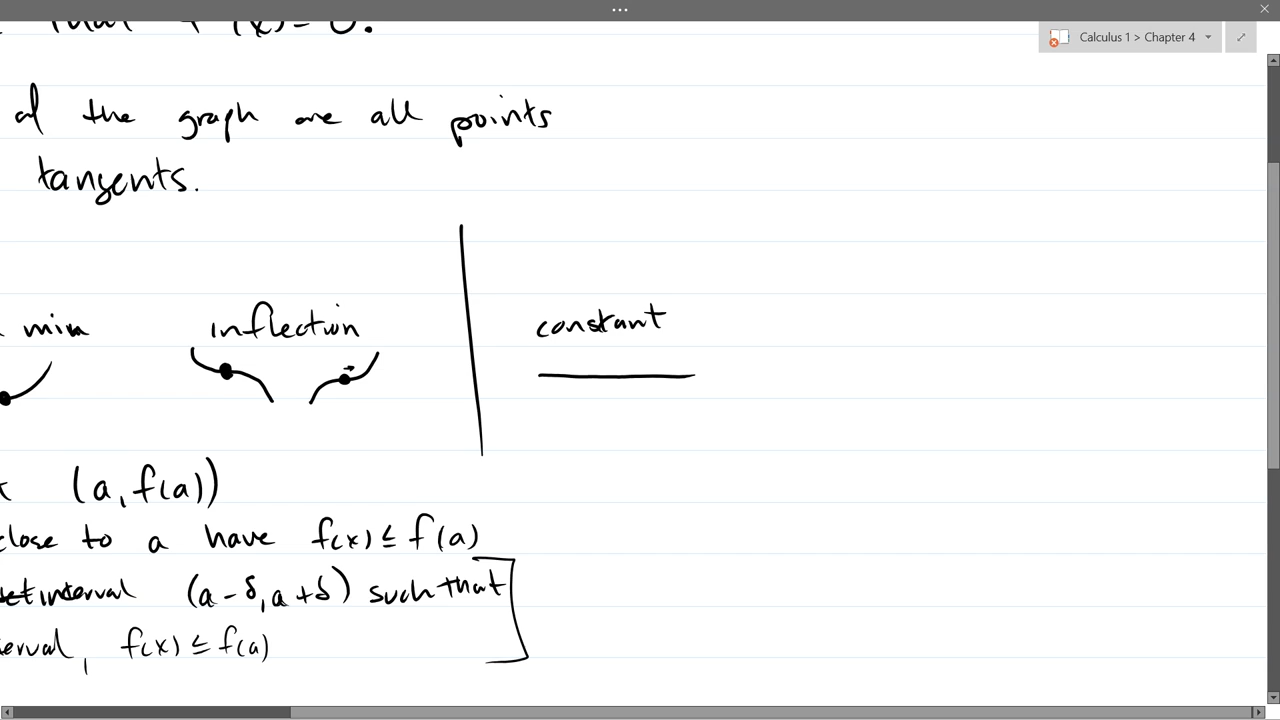 Calculus 1 > Chapter 4
(x) = 0.
of the graph are all points
tangents.
min inflection constant
(a, f(a))
close to a have f(x) ≤ f(a)
interval (a - δ, a + δ) such that
erval, f(x) ≤ f(a)